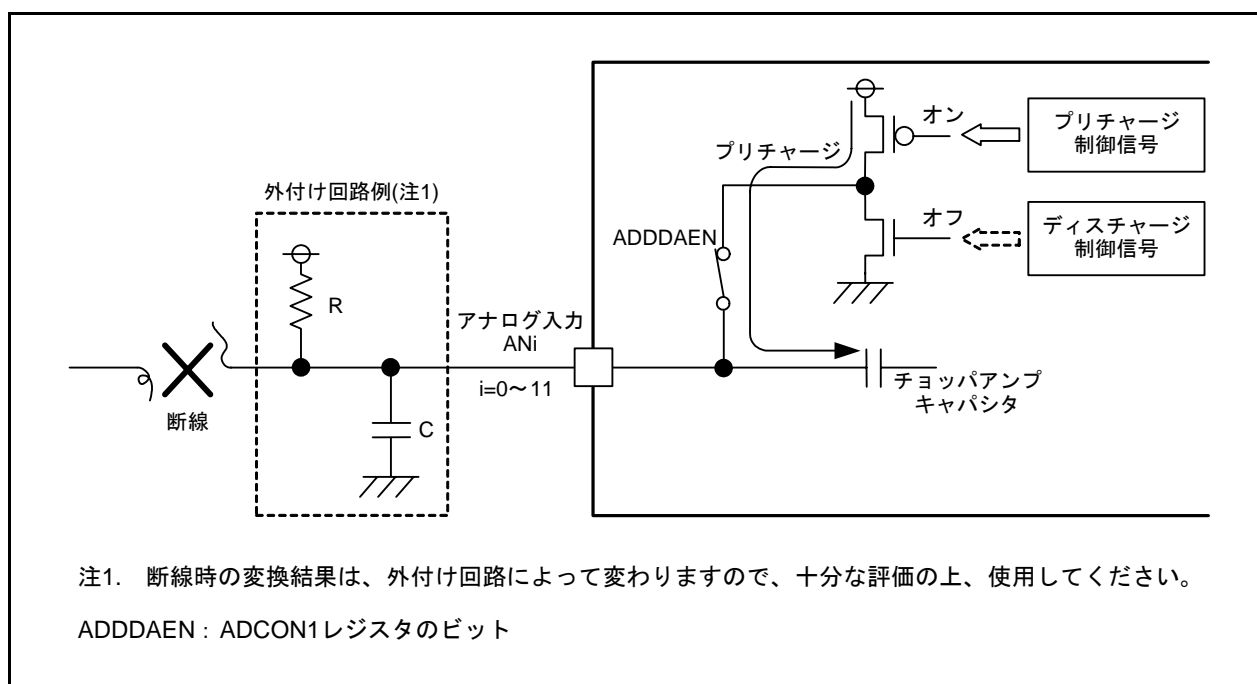 オン
プリチャージ
制御信号
プリチャージ
外付け回路例(注1)
オフ
ディスチャージ
制御信号
ADDDAEN
R
アナログ入力
ANi
i=0～11
チョッパアンプ
キャパシタ
断線
C
注1. 断線時の変換結果は、外付け回路によって変わりますので、十分な評価の上、使用してください。
ADDDAEN : ADCON1レジスタのビット